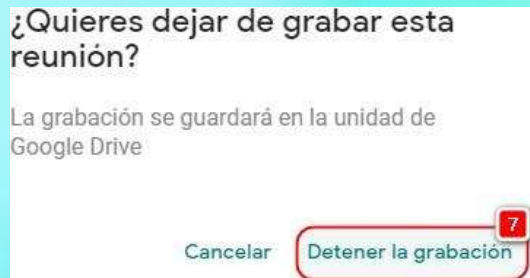 ¿Quieres dejar de grabar esta
reunión?
La grabación se guardará en la unidad de
Google Drive
7
Cancelar Detener la grabación